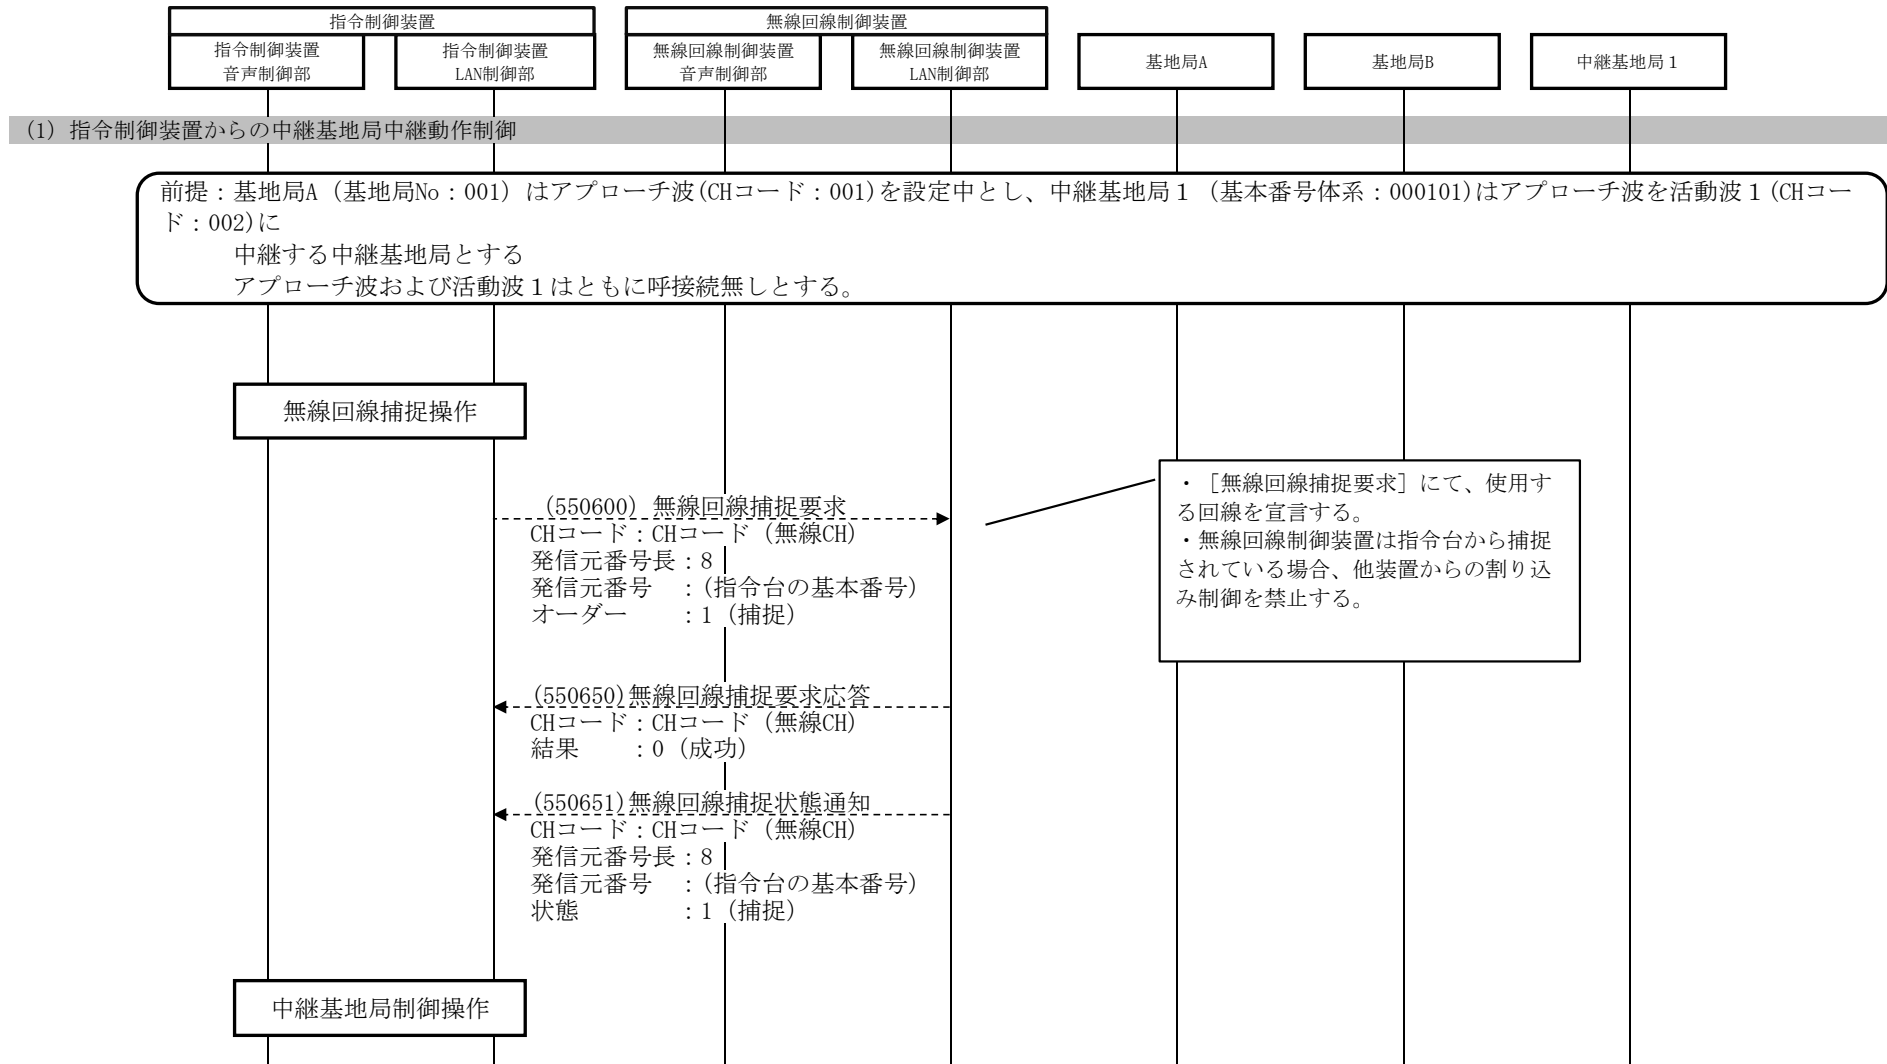 指令制御装置
無線回線制御装置
指令制御装置
音声制御部
指令制御装置
LAN制御部
無線回線制御装置
音声制御部
無線回線制御装置
LAN制御部
基地局A
基地局B
中継基地局１
(1) 指令制御装置からの中継基地局中継動作制御
前提：基地局A（基地局No：001）はアプローチ波(CHコード：001)を設定中とし、中継基地局１（基本番号体系：000101)はアプローチ波を活動波１(CHコー
ド：002)に
中継する中継基地局とする
アプローチ波および活動波１はともに呼接続無しとする。
無線回線捕捉操作
(550600) 無線回線捕捉要求
CHコード：CHコード（無線CH）
発信元番号長：8
発信元番号　：(指令台の基本番号)
オーダー　　：1（捕捉）
・［無線回線捕捉要求］にて、使用す
る回線を宣言する。
・無線回線制御装置は指令台から捕捉
されている場合、他装置からの割り込
み制御を禁止する。
(550650)無線回線捕捉要求応答
CHコード：CHコード（無線CH）
結果　　：0（成功）
(550651)無線回線捕捉状態通知
CHコード：CHコード（無線CH）
発信元番号長：8
発信元番号　：(指令台の基本番号)
状態　　　　：1（捕捉）
中継基地局制御操作